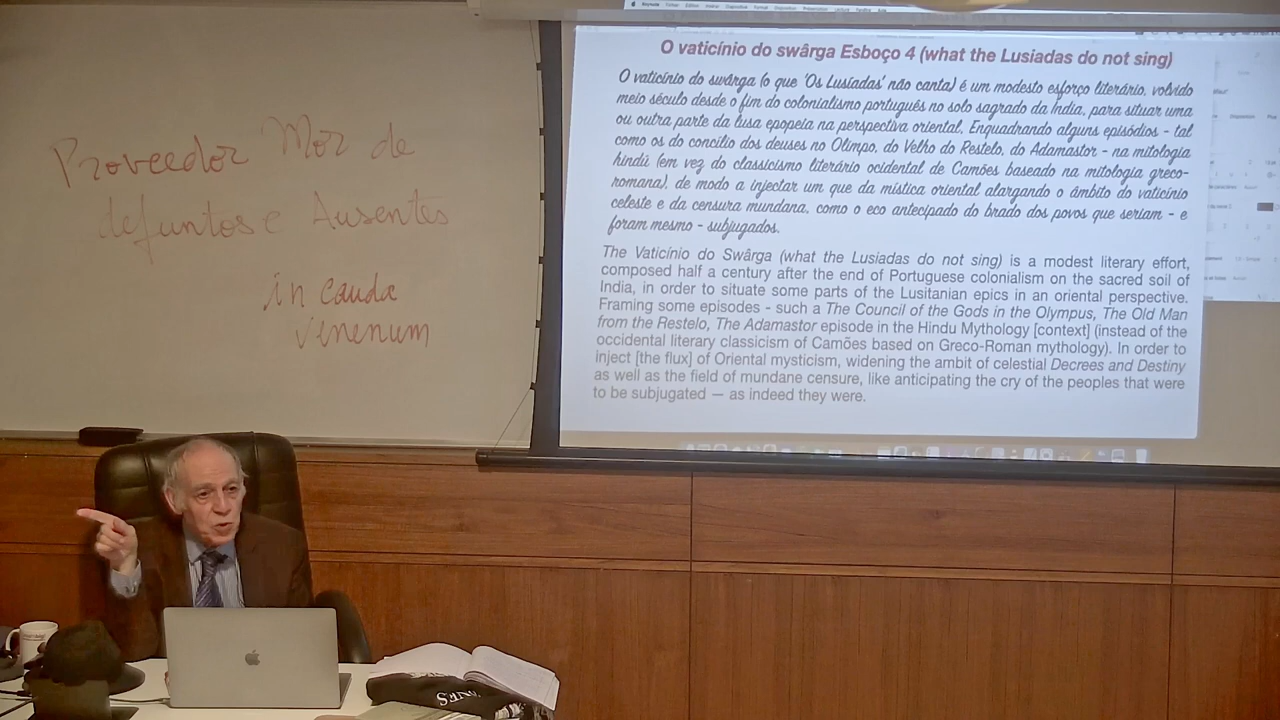 Proveedor Mor de
defuntos e Ausentes
in cauda
venenum
O vaticínio do swârga Esboço 4 (what the Lusiadas do not sing)
O vaticínio do swârga (o que 'Os Lusíadas' não canta) é um modesto esforço literário, volvido
meio século desde o fim do colonialismo português no solo sagrado da Índia, para situar uma
ou outra parte da lusa epopeia na perspectiva oriental. Enquadrando alguns episódios - tal
como os do concílio dos deuses no Olimpo, do Velho do Restelo, do Adamastor - na mitologia
hindú (em vez do classicismo literário ocidental de Camões baseado na mitologia greco-
romana), de modo a injectar um que da mística oriental alargando o âmbito do vaticínio
celeste e da censura mundana, como o eco antecipado do brado dos povos que seriam - e
foram mesmo - subjugados.
The Vaticínio do Swârga (what the Lusiadas do not sing) is a modest literary effort,
composed half a century after the end of Portuguese colonialism on the sacred soil of
India, in order to situate some parts of the Lusitanian epics in an oriental perspective.
Framing some episodes - such a The Council of the Gods in the Olympus, The Old Man
from the Restelo, The Adamastor episode in the Hindu Mythology [context] (instead of the
occidental literary classicism of Camões based on Greco-Roman mythology). In order to
inject [the flux] of Oriental mysticism, widening the ambit of celestial Decrees and Destiny
as well as the field of mundane censure, like anticipating the cry of the peoples that were
to be subjugated — as indeed they were.